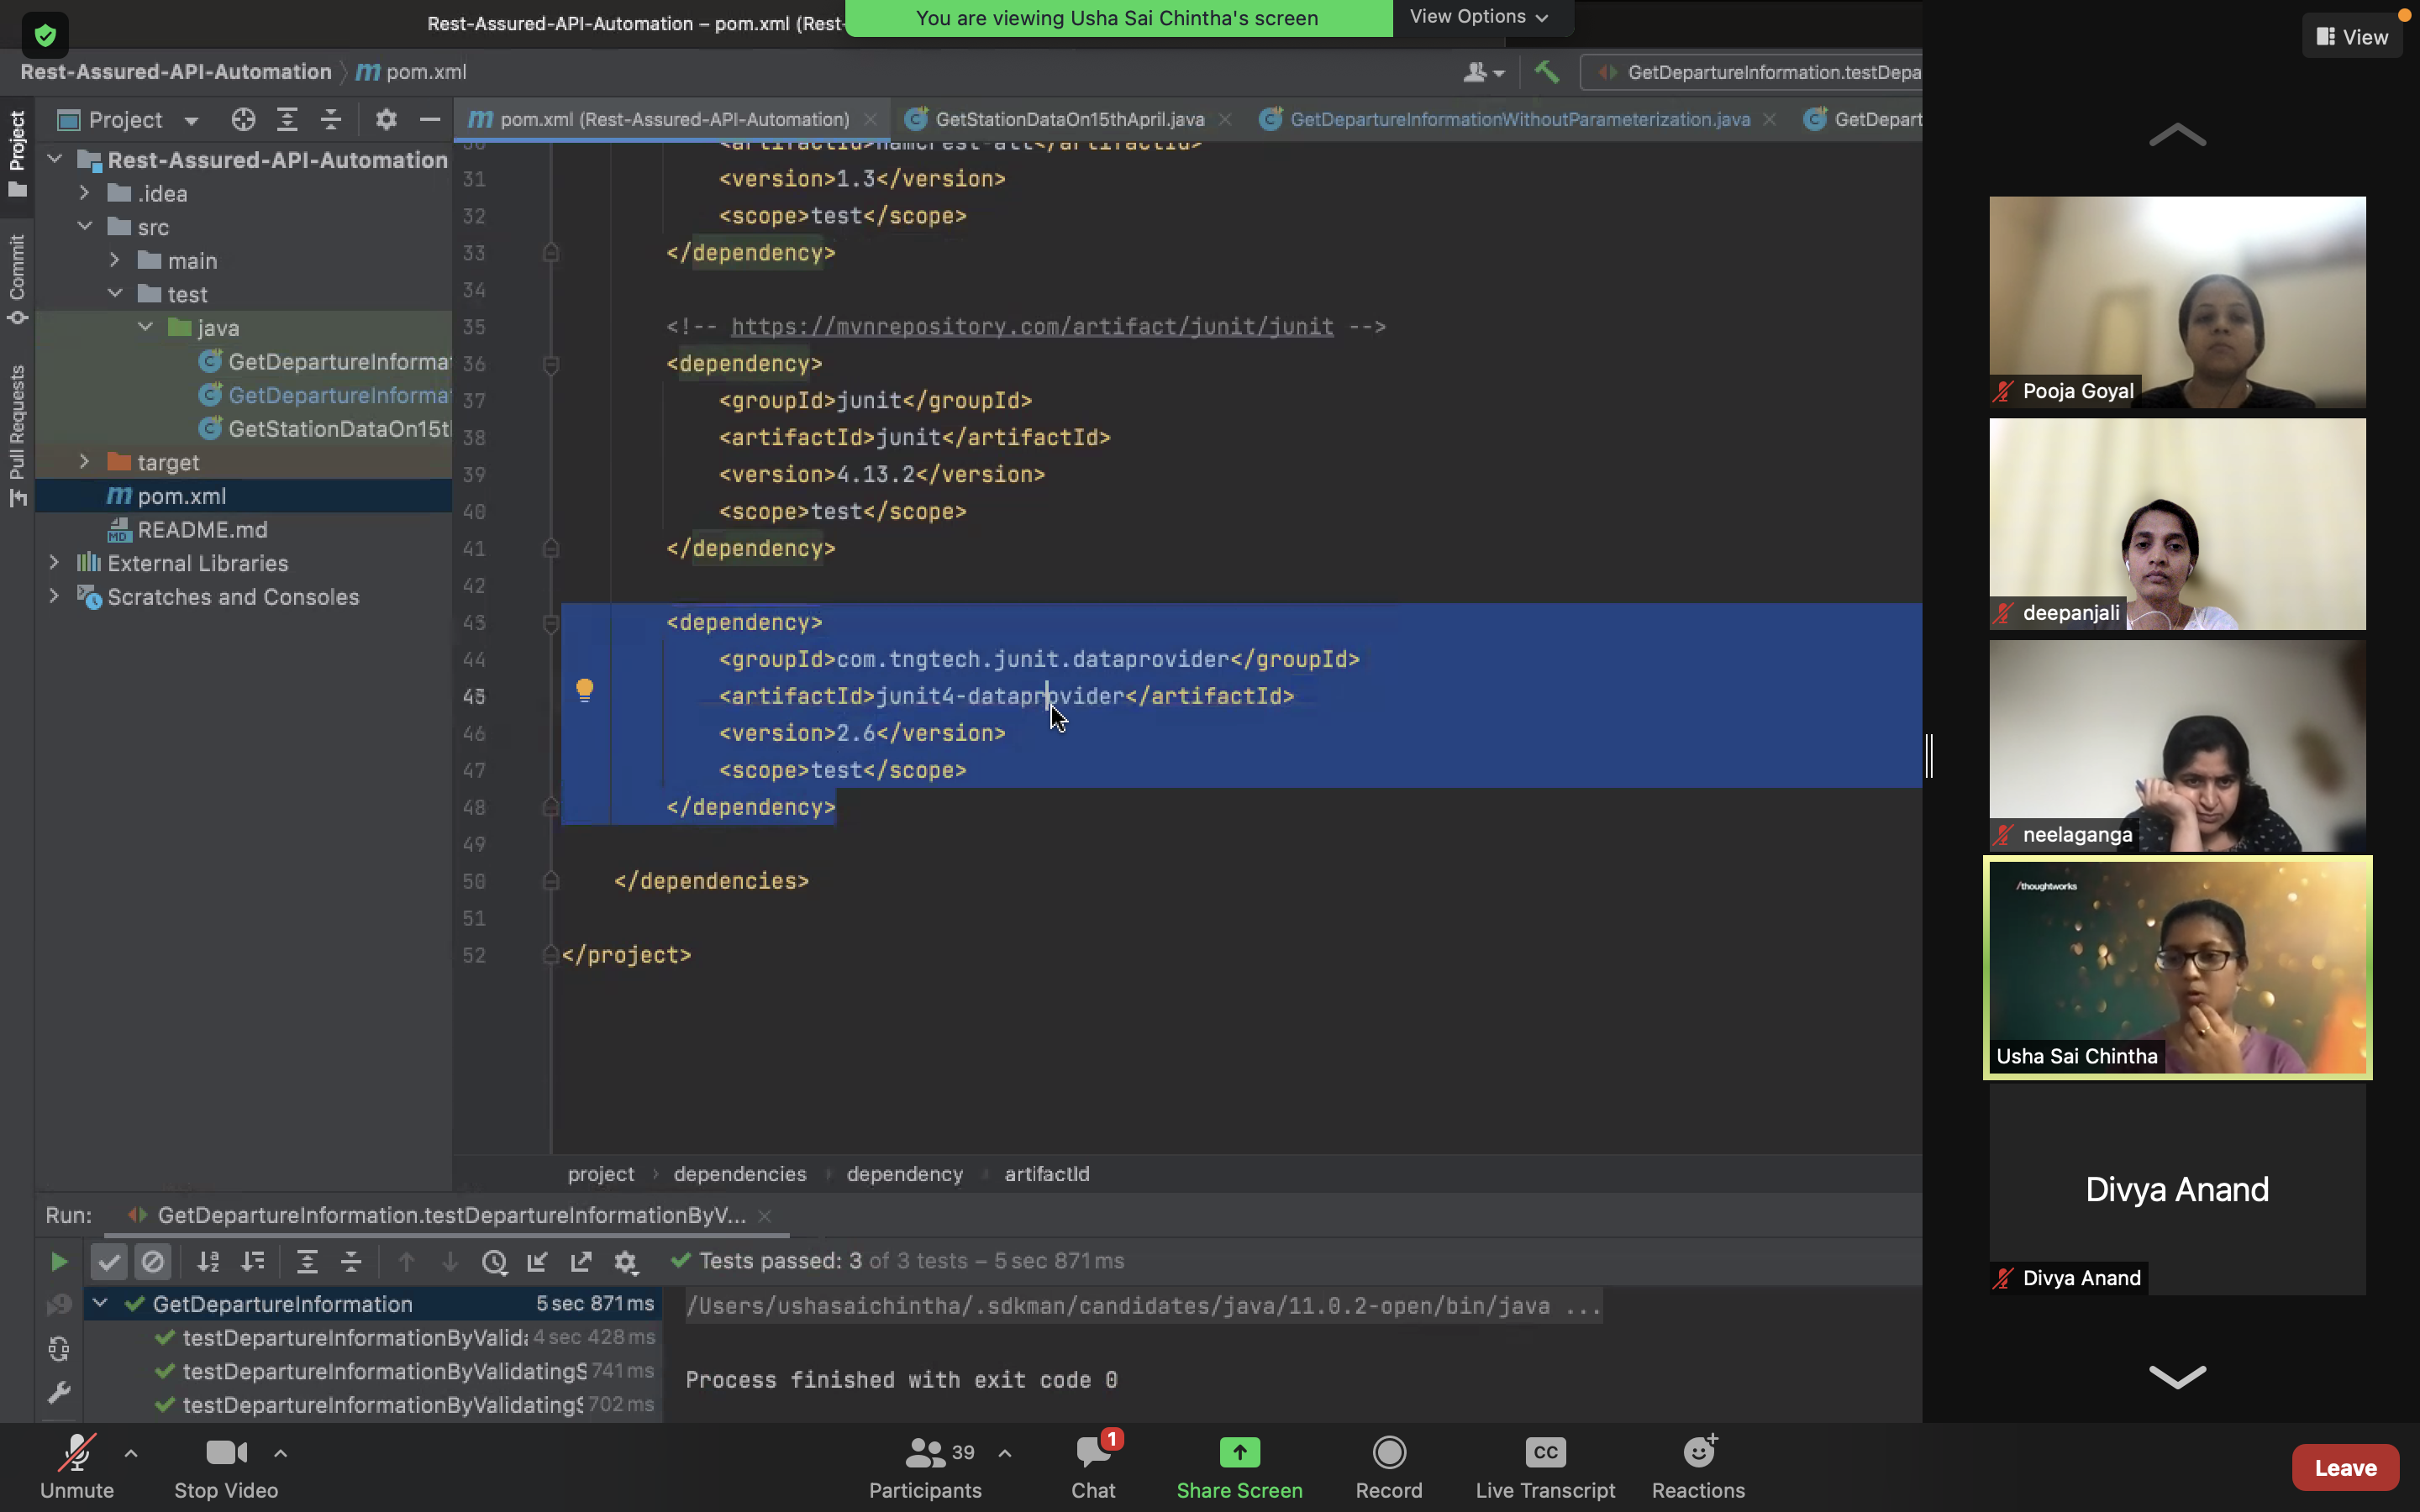 Rest-Assured-API-Automation – pom.xml (Rest-
You are viewing Usha Sai Chintha's screen
View Options
View
Rest-Assured-API-Automation
pom.xml
GetDepartureInformation.testDepa
Project
Commit
Pull Requests
Project
pom.xml (Rest-Assured-API-Automation)
GetStationDataOn15thApril.java
GetDepartureInformationWithoutParameterization.java
GetDepart
Rest-Assured-API-Automation
.idea
src
main
test
java
GetDepartureInformat
GetDepartureInforma
GetStationDataOn15tl
target
pom.xml
README.md
External Libraries
Scratches and Consoles
30 <artifactId>hamcrest-all</artifactId>
31 <version>1.3</version>
32 <scope>test</scope>
33 </dependency>
34
35 <!-- https://mvnrepository.com/artifact/junit/junit -->
36 <dependency>
37 <groupId>junit</groupId>
38 <artifactId>junit</artifactId>
39 <version>4.13.2</version>
40 <scope>test</scope>
41 </dependency>
42
43 <dependency>
44 <groupId>com.tngtech.junit.dataprovider</groupId>
45 <artifactId>junit4-dataprovider</artifactId>
46 <version>2.6</version>
47 <scope>test</scope>
48 </dependency>
49
50 </dependencies>
51
52 </project>
project
dependencies
dependency
artifactId
Run:
GetDepartureInformation.testDepartureInformationByV...
Tests passed: 3 of 3 tests – 5 sec 871 ms
GetDepartureInformation 5 sec 871 ms
testDepartureInformationByValid 4 sec 428 ms
testDepartureInformationByValidatingS 741 ms
testDepartureInformationByValidatingS 702 ms
/Users/ushasaichintha/.sdkman/candidates/java/11.0.2-open/bin/java ...
Process finished with exit code 0
Pooja Goyal
deepanjali
neelaganga
/thoughtworks
Usha Sai Chintha
Divya Anand
Divya Anand
Unmute
Stop Video
39
Participants
1
Chat
Share Screen
Record
CC
Live Transcript
Reactions
Leave